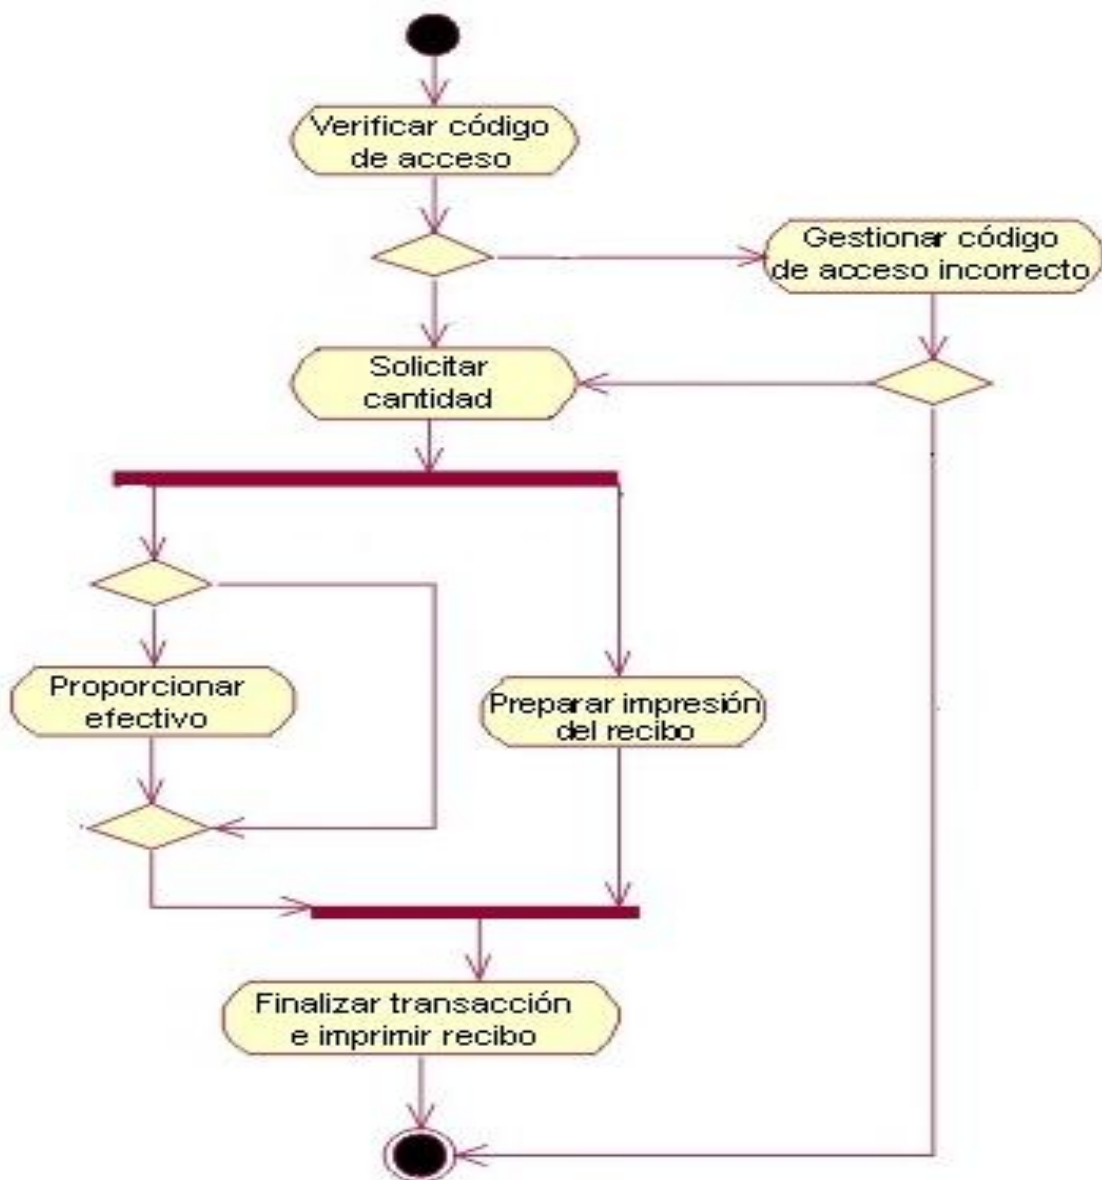 Verificar código
de acceso
Gestionar código
de acceso incorrecto
Solicitar
cantidad
Proporcionar
efectivo
Preparar impresión
del recibo
Finalizar transacción
e imprimir recibo